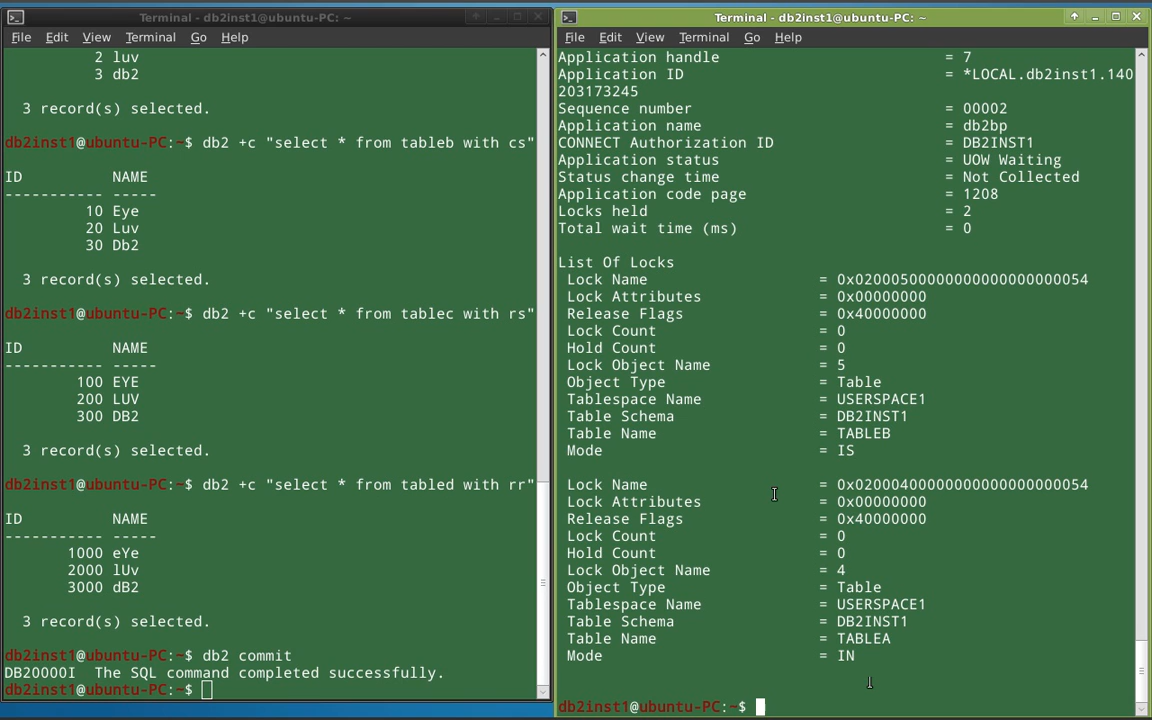 Terminal - db2inst1@ubuntu-PC: ~
File Edit View Terminal Go Help
2 luv
3 db2
3 record(s) selected.
db2inst1@ubuntu-PC:~$ db2 +c "select * from tableb with cs"
ID NAME
----------- -----
10 Eye
20 Luv
30 Db2
3 record(s) selected.
db2inst1@ubuntu-PC:~$ db2 +c "select * from tablec with rs"
ID NAME
----------- -----
100 EYE
200 LUV
300 DB2
3 record(s) selected.
db2inst1@ubuntu-PC:~$ db2 +c "select * from tabled with rr"
ID NAME
----------- -----
1000 eYe
2000 lUv
3000 dB2
3 record(s) selected.
db2inst1@ubuntu-PC:~$ db2 commit
DB20000I The SQL command completed successfully.
db2inst1@ubuntu-PC:~$
Terminal - db2inst1@ubuntu-PC: ~
File Edit View Terminal Go Help
Application handle = 7
Application ID = *LOCAL.db2inst1.140
203173245
Sequence number = 00002
Application name = db2bp
CONNECT Authorization ID = DB2INST1
Application status = UOW Waiting
Status change time = Not Collected
Application code page = 1208
Locks held = 2
Total wait time (ms) = 0
List Of Locks
Lock Name = 0x02000500000000000000000054
Lock Attributes = 0x00000000
Release Flags = 0x40000000
Lock Count = 0
Hold Count = 0
Lock Object Name = 5
Object Type = Table
Tablespace Name = USERSPACE1
Table Schema = DB2INST1
Table Name = TABLEB
Mode = IS
Lock Name = 0x02000400000000000000000054
Lock Attributes = 0x00000000
Release Flags = 0x40000000
Lock Count = 0
Hold Count = 0
Lock Object Name = 4
Object Type = Table
Tablespace Name = USERSPACE1
Table Schema = DB2INST1
Table Name = TABLEA
Mode = IN
db2inst1@ubuntu-PC:~$